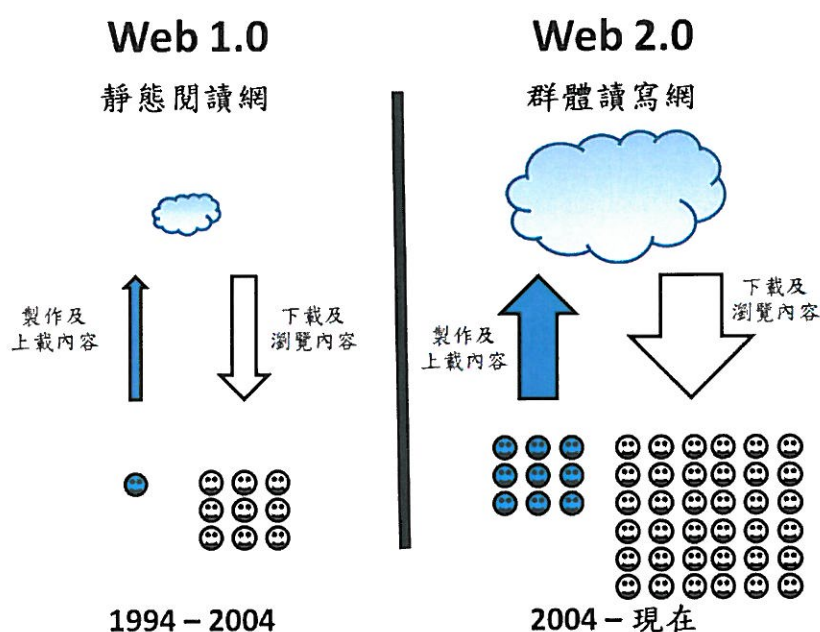 Web 1.0
靜態閱讀網
製作及
上載內容
下載及
瀏覽內容
1994 – 2004
Web 2.0
群體讀寫網
製作及
上載內容
下載及
瀏覽內容
2004 – 現在